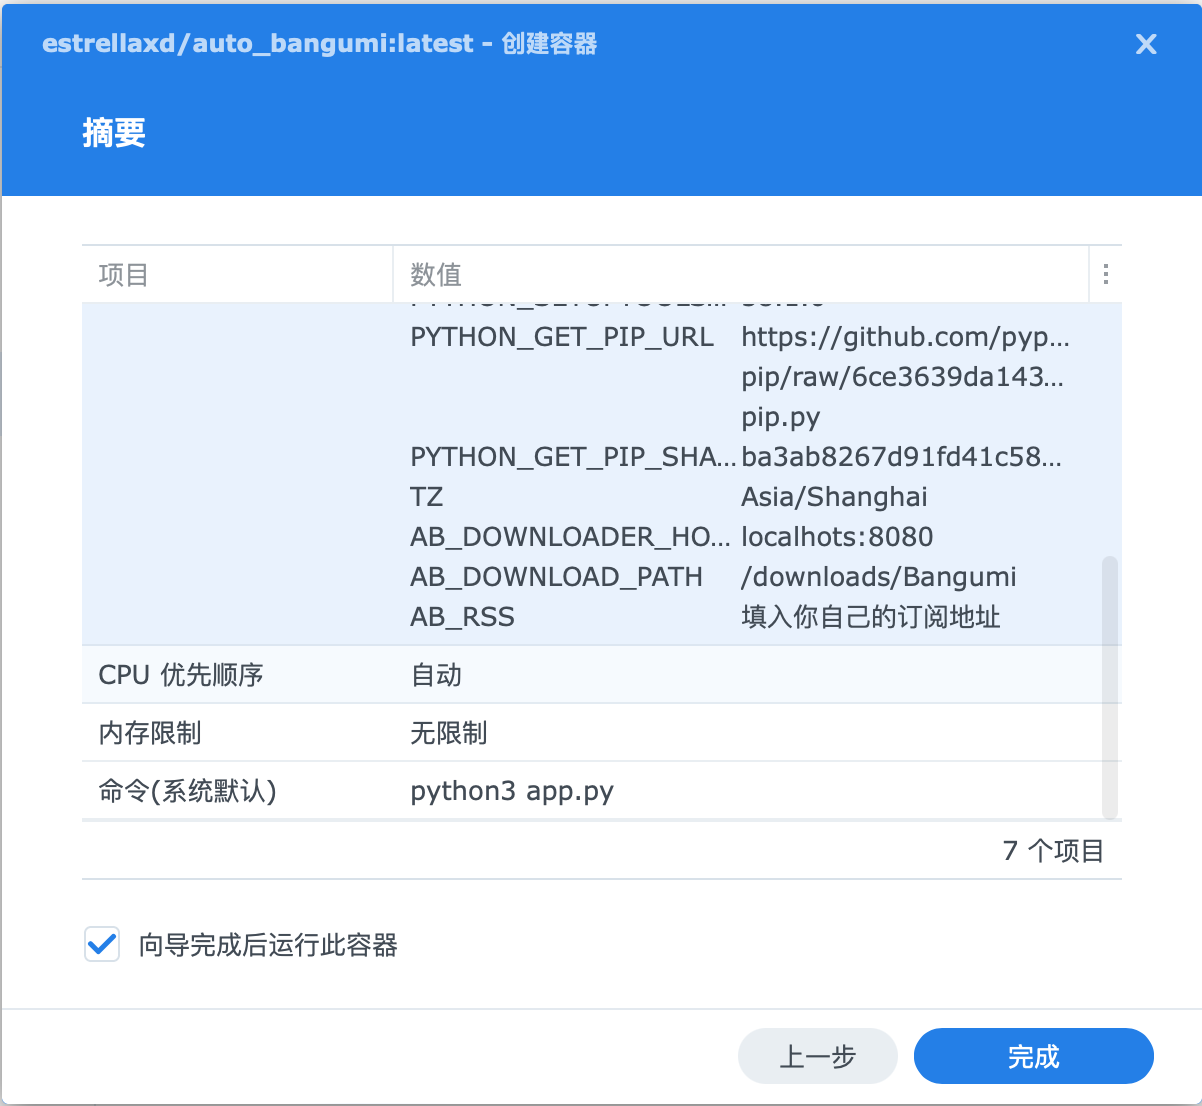 estrellaxd/auto_bangumi:latest - 创建容器
摘要
项目 数值
PYTHON_GET_PIP_URL https://github.com/pyp...
pip/raw/6ce3639da143...
pip.py
PYTHON_GET_PIP_SHA... ba3ab8267d91fd41c58...
TZ Asia/Shanghai
AB_DOWNLOADER_HO... localhots:8080
AB_DOWNLOAD_PATH /downloads/Bangumi
AB_RSS 填入你自己的订阅地址
CPU 优先顺序 自动
内存限制 无限制
命令(系统默认) python3 app.py
7 个项目
向导完成后运行此容器
上一步 完成